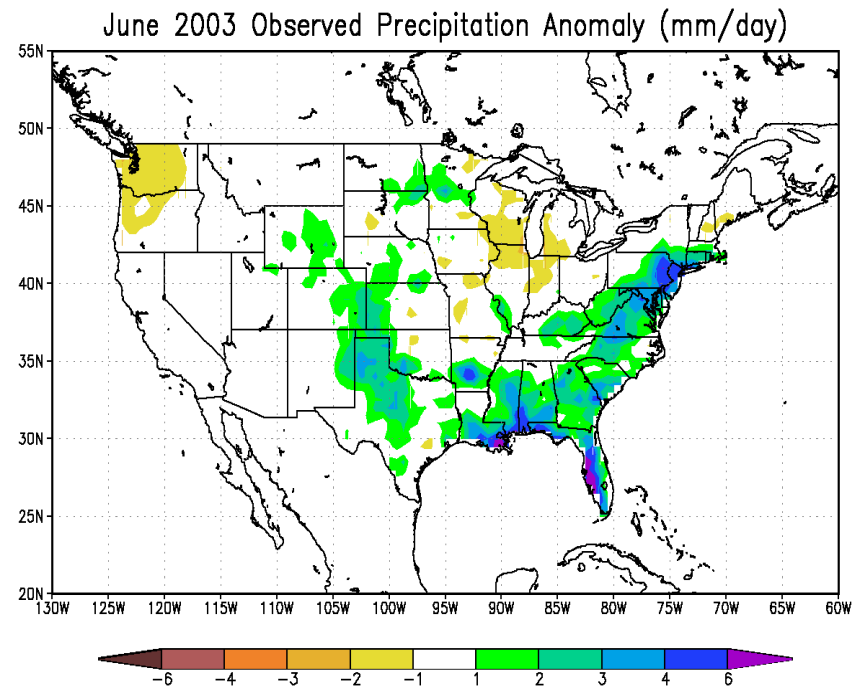 June 2003 Observed Precipitation Anomaly (mm/day)
55N
50N
45N
40N
35N
30N
25N
20N
130W 125W 120W 115W 110W 105W 100W 95W 90W 85W 80W 75W 70W 65W 60W
-6 -4 -3 -2 -1 1 2 3 4 6